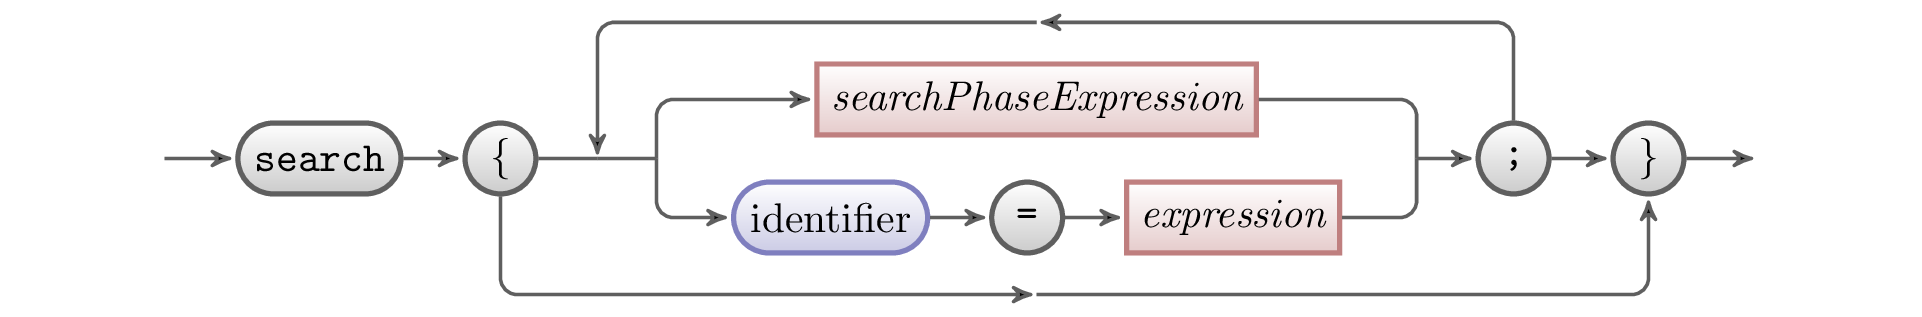 searchPhaseExpression
search { ; }
identifier = expression